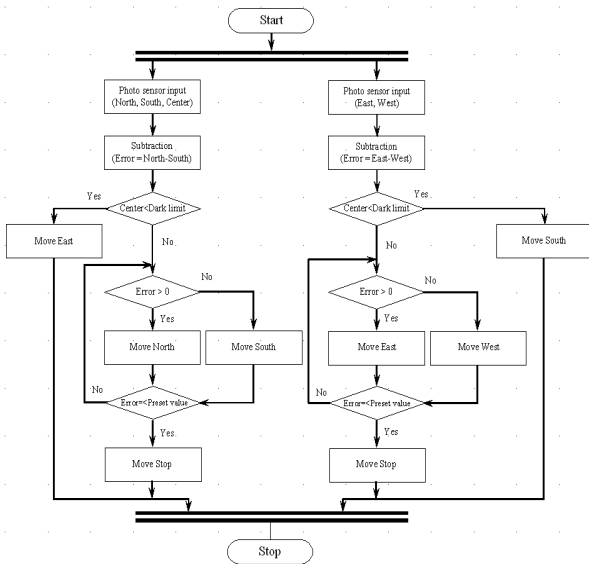 Start
Photo sensor input
(North, South, Center)
Subtraction
(Error = North-South)
Yes
Center<Dark limit
Move East
No
Error > 0
No
Yes
Move North
Move South
No
Error=<Preset value
Yes
Move Stop
Photo sensor input
(East, West)
Subtraction
(Error = East-West)
Yes
Center<Dark limit
Move South
No
Error > 0
No
Yes
Move East
Move West
No
Error=<Preset value
Yes
Move Stop
Stop